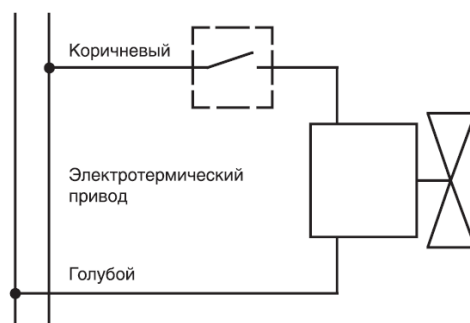 Коричневый
Электротермический
привод
Голубой